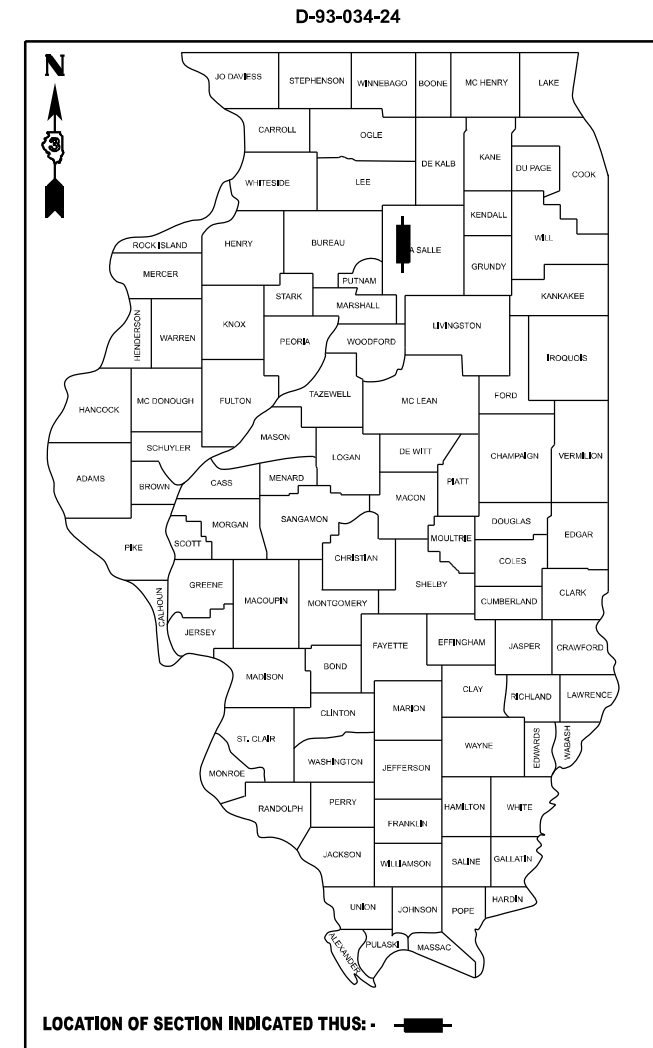 D-93-034-24
N
3
JO DAVIESS STEPHENSON WINNEBAGO BOONE MC HENRY LAKE
CARROLL OGLE
DE KALB KANE DU PAGE COOK
WHITESIDE LEE
KENDALL
ROCK ISLAND HENRY BUREAU A SALLE WILL
MERCER PUTNAM GRUNDY
STARK MARSHALL KANKAKEE
HENDERSON WARREN KNOX PEORIA WOODFORD LIVINGSTON
IROQUOIS
HANCOCK MC DONOUGH FULTON TAZEWELL MC LEAN FORD
MASON
SCHUYLER LOGAN DE WITT CHAMPAIGN VERMILION
ADAMS BROWN CASS MENARD PIATT
MACON
MORGAN SANGAMON DOUGLAS
PIKE SCOTT CHRISTIAN MOULTRIE EDGAR
COLES
GREENE SHELBY
CALHOUN MACOUPIN MONTGOMERY CUMBERLAND CLARK
JERSEY
FAYETTE EFFINGHAM JASPER CRAWFORD
BOND
MADISON CLAY
MARION RICHLAND LAWRENCE
CLINTON
ST. CLAIR WAYNE EDWARDS WABASH
WASHINGTON JEFFERSON
MONROE
RANDOLPH PERRY HAMILTON WHITE
FRANKLIN
JACKSON WILLIAMSON SALINE GALLATIN
UNION JOHNSON POPE HARDIN
ALEXANDER PULASKI MASSAC
LOCATION OF SECTION INDICATED THUS: -